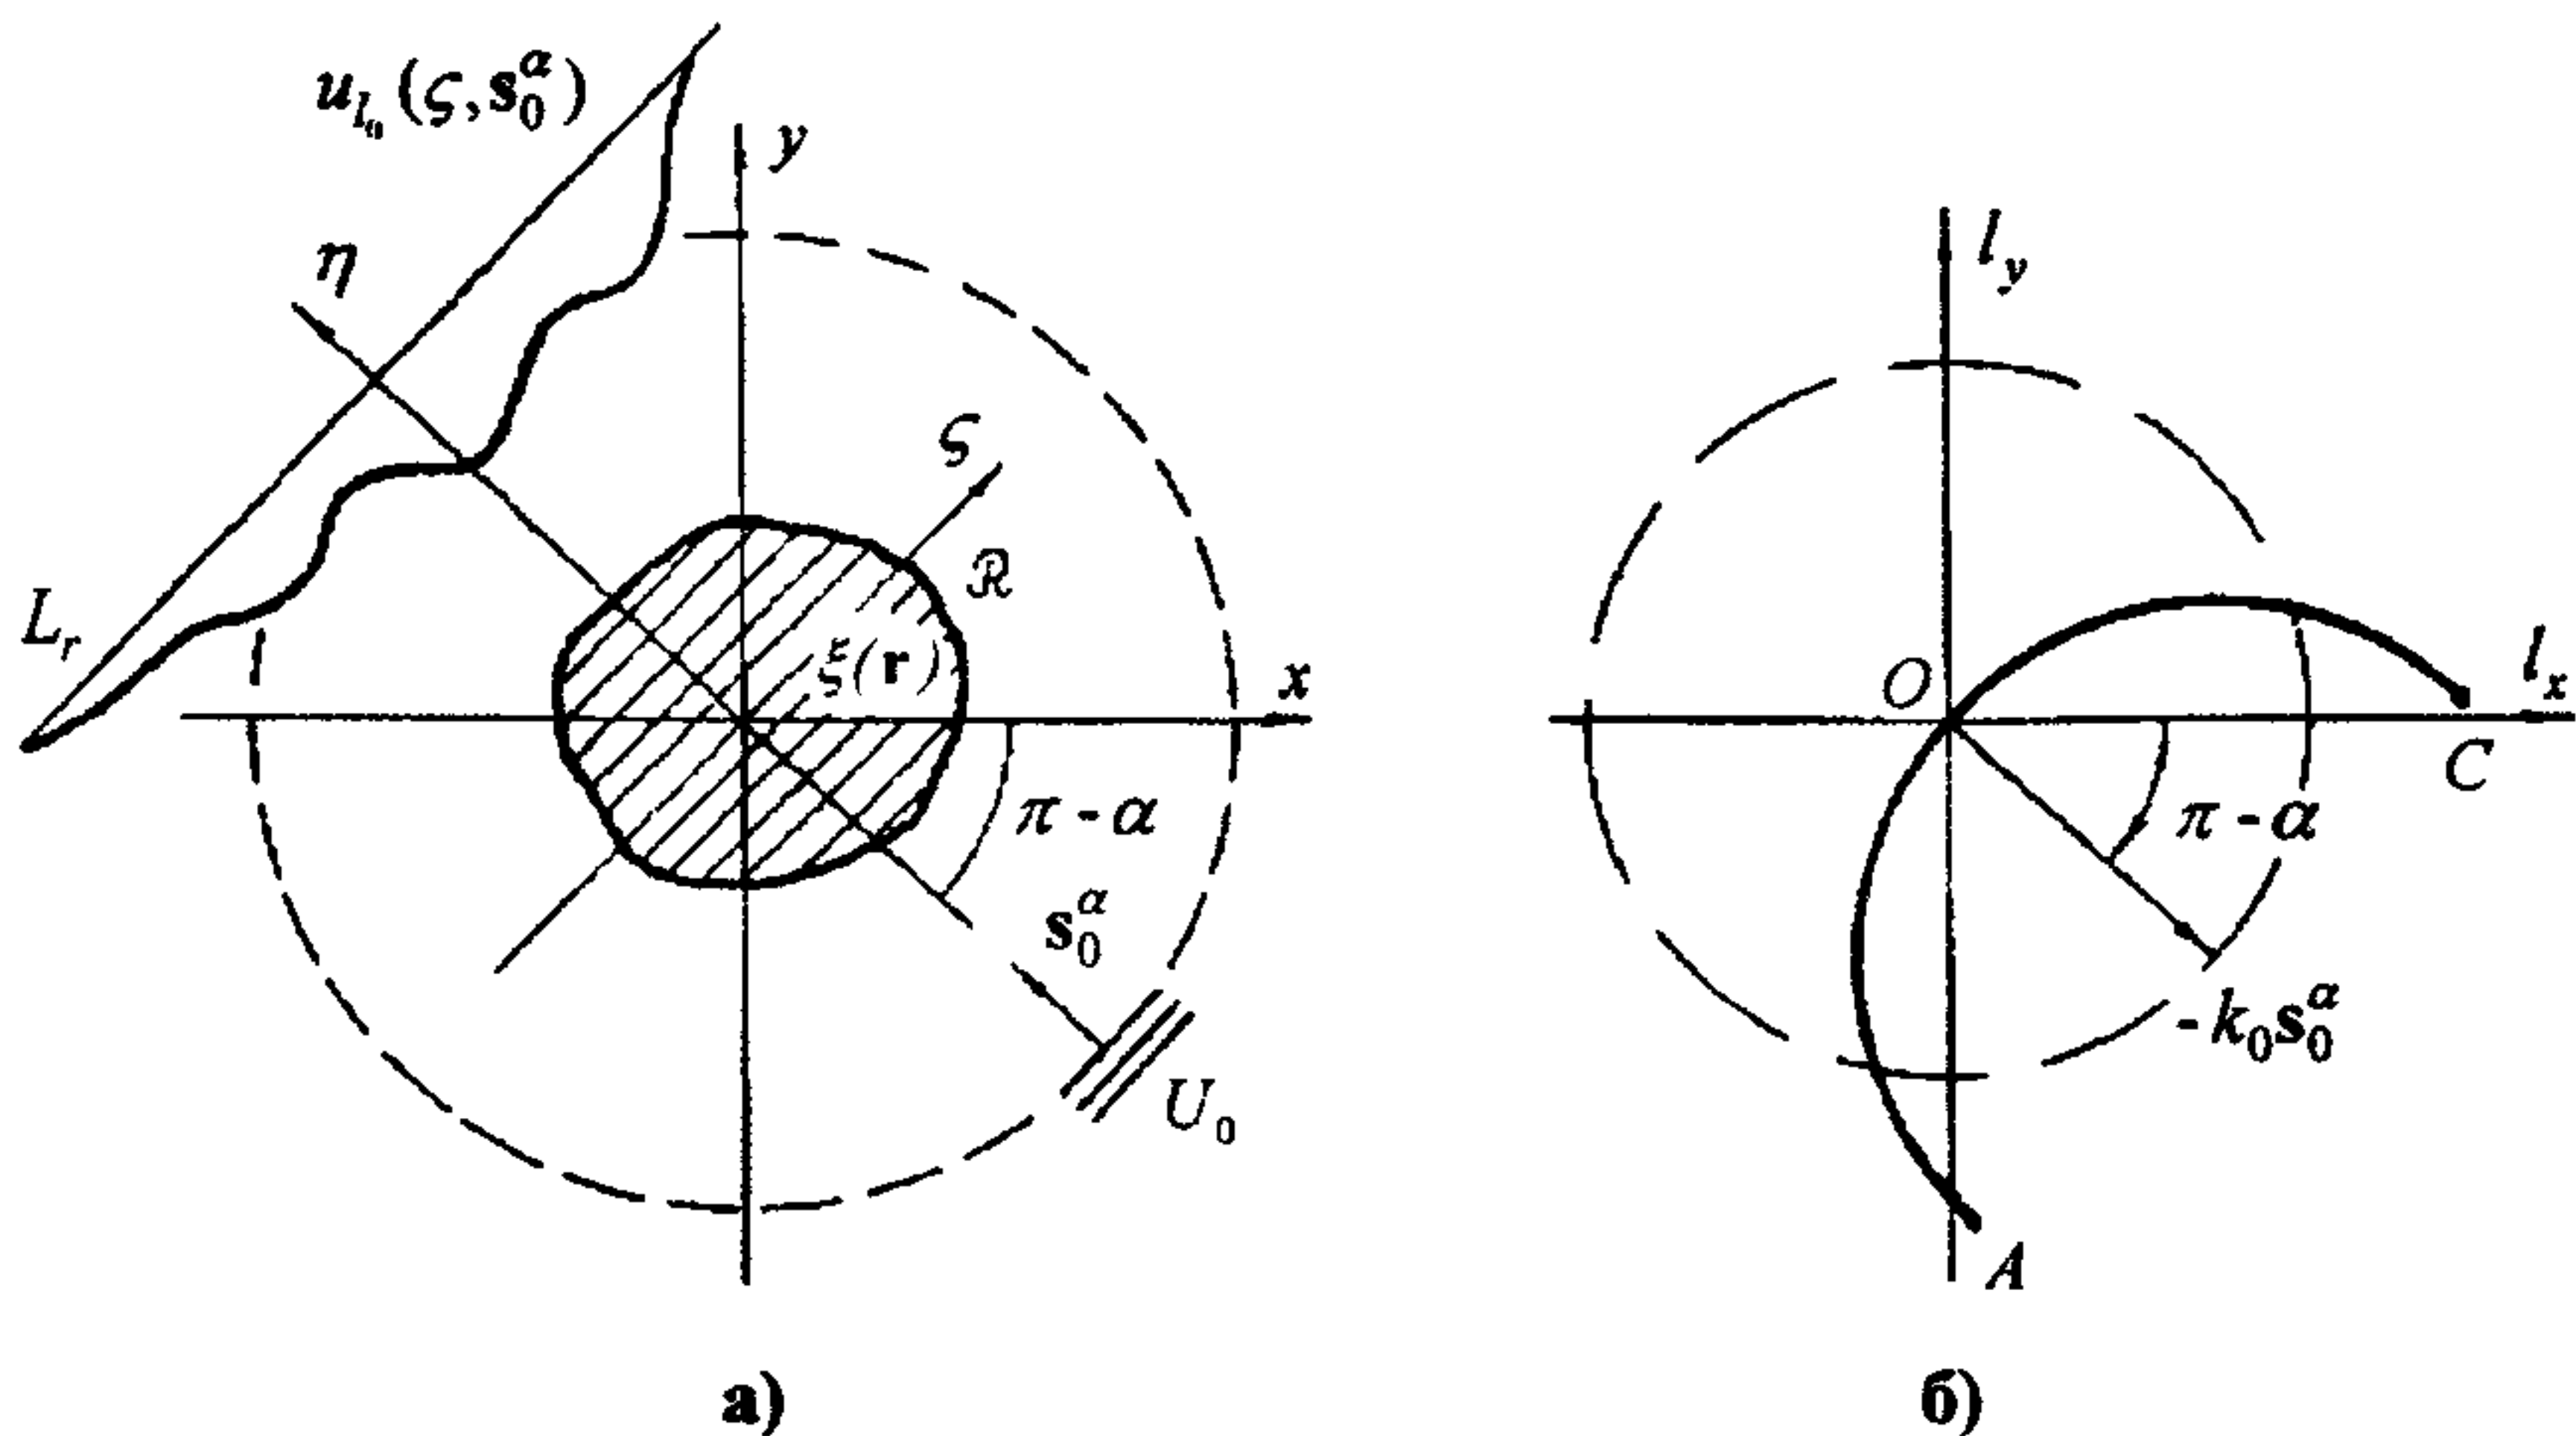 u_{l_0}(ς, s_0^α)
y
η
ς
ℜ
L_r
ξ(r)
x
π - α
s_0^α
U_0
а)
l_y
O
l_x
C
π - α
-k_0 s_0^α
A
б)